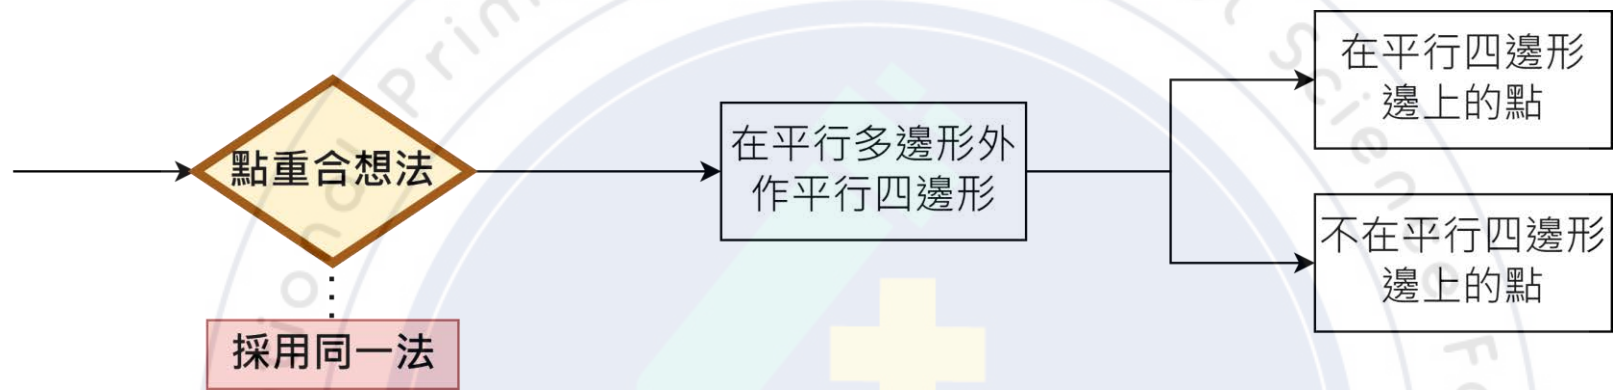 點重合想法
採用同一法
在平行多邊形外
作平行四邊形
在平行四邊形
邊上的點
不在平行四邊形
邊上的點